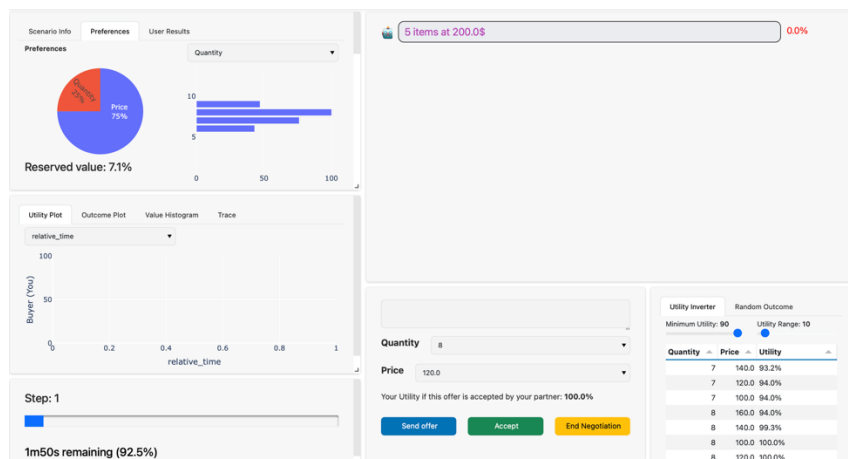 Scenario Info Preferences User Results
Preferences
Quantity
Quantity
25%
Price
75%
10
5
0 50 100
Reserved value: 7.1%
Utility Plot Outcome Plot Value Histogram Trace
relative_time
100
50
0
Buyer (You)
0 0.2 0.4 0.6 0.8 1
relative_time
Step: 1
1m50s remaining (92.5%)
5 items at 200.0$ 0.0%
Quantity 8
Price 120.0
Your Utility if this offer is accepted by your partner: 100.0%
Send offer Accept End Negotiation
Utility Inverter Random Outcome
Minimum Utility: 90 Utility Range: 10
Quantity Price Utility
7 140.0 93.2%
7 120.0 94.0%
7 100.0 94.0%
8 160.0 94.0%
8 140.0 99.3%
8 100.0 100.0%
8 120.0 100.0%